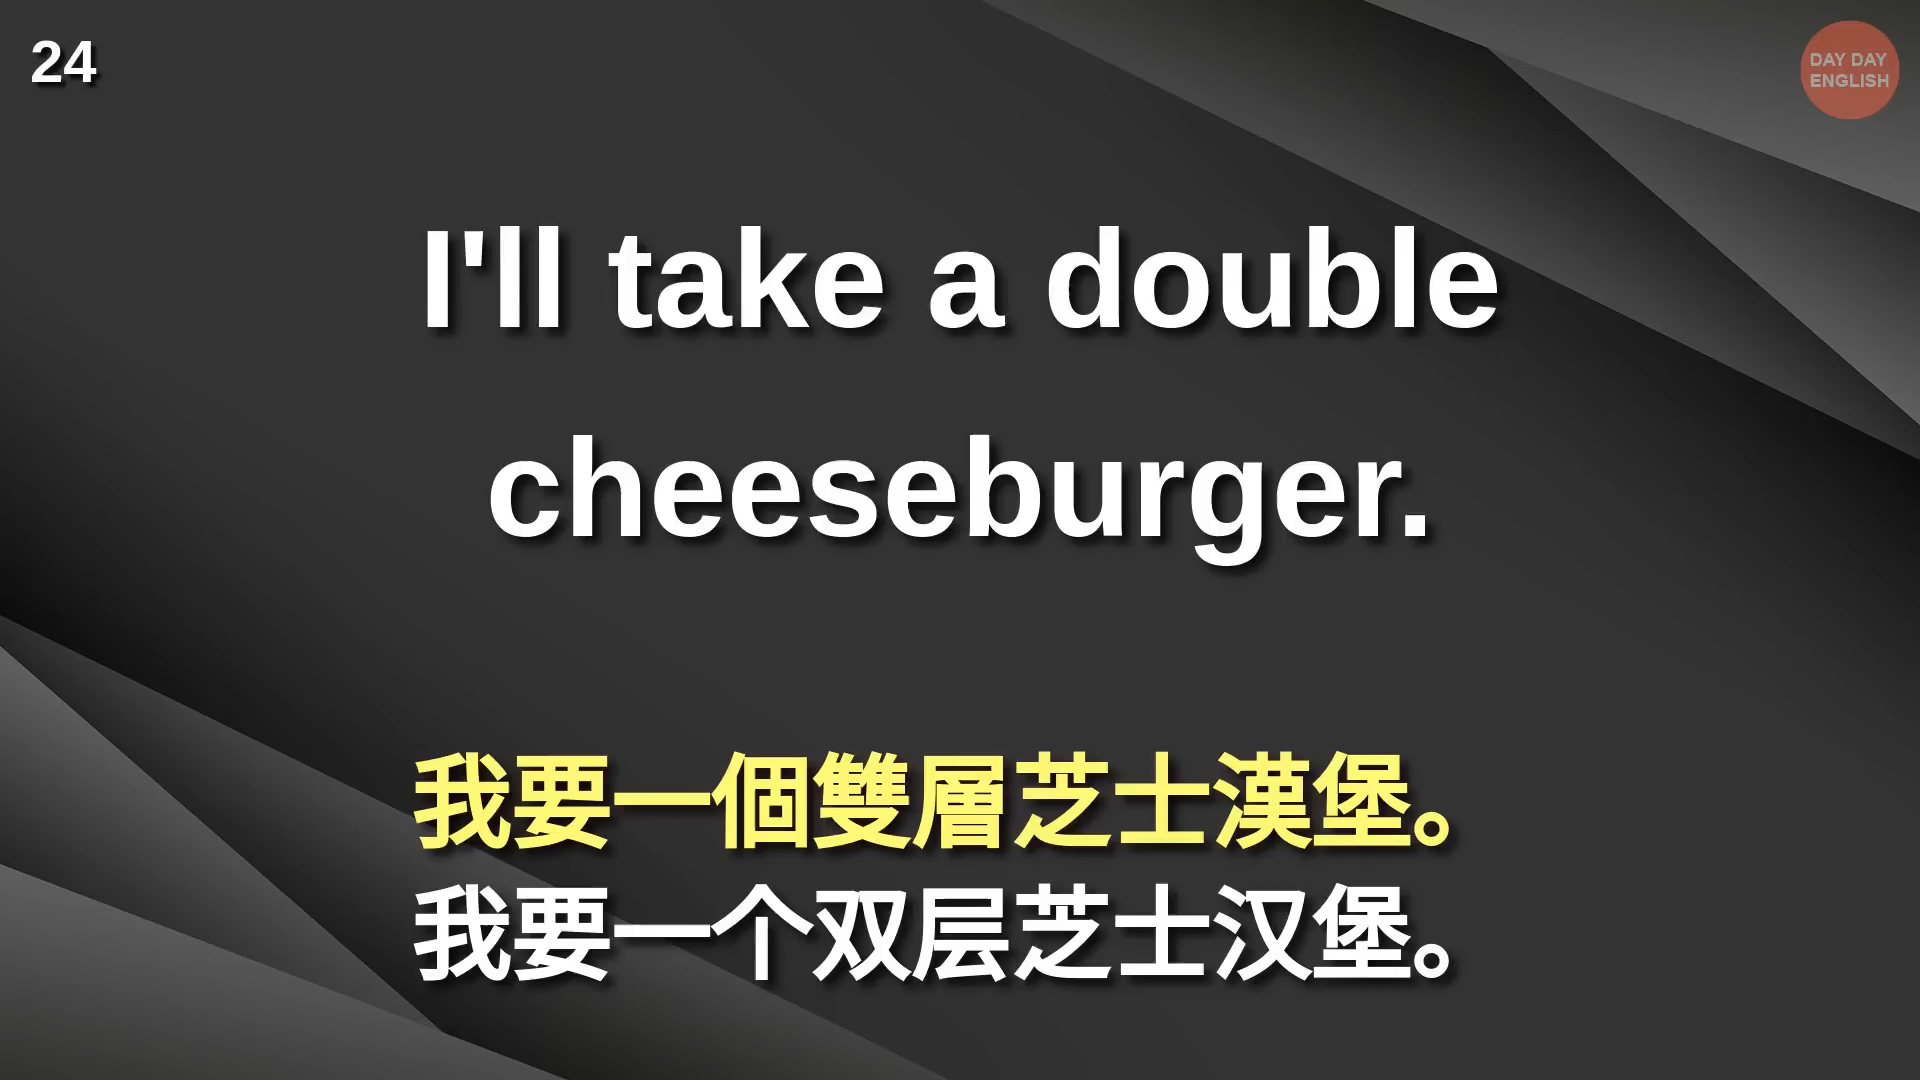 24
DAY DAY
ENGLISH
I'll take a double
cheeseburger.
我要一個雙層芝士漢堡。
我要一个双层芝士汉堡。